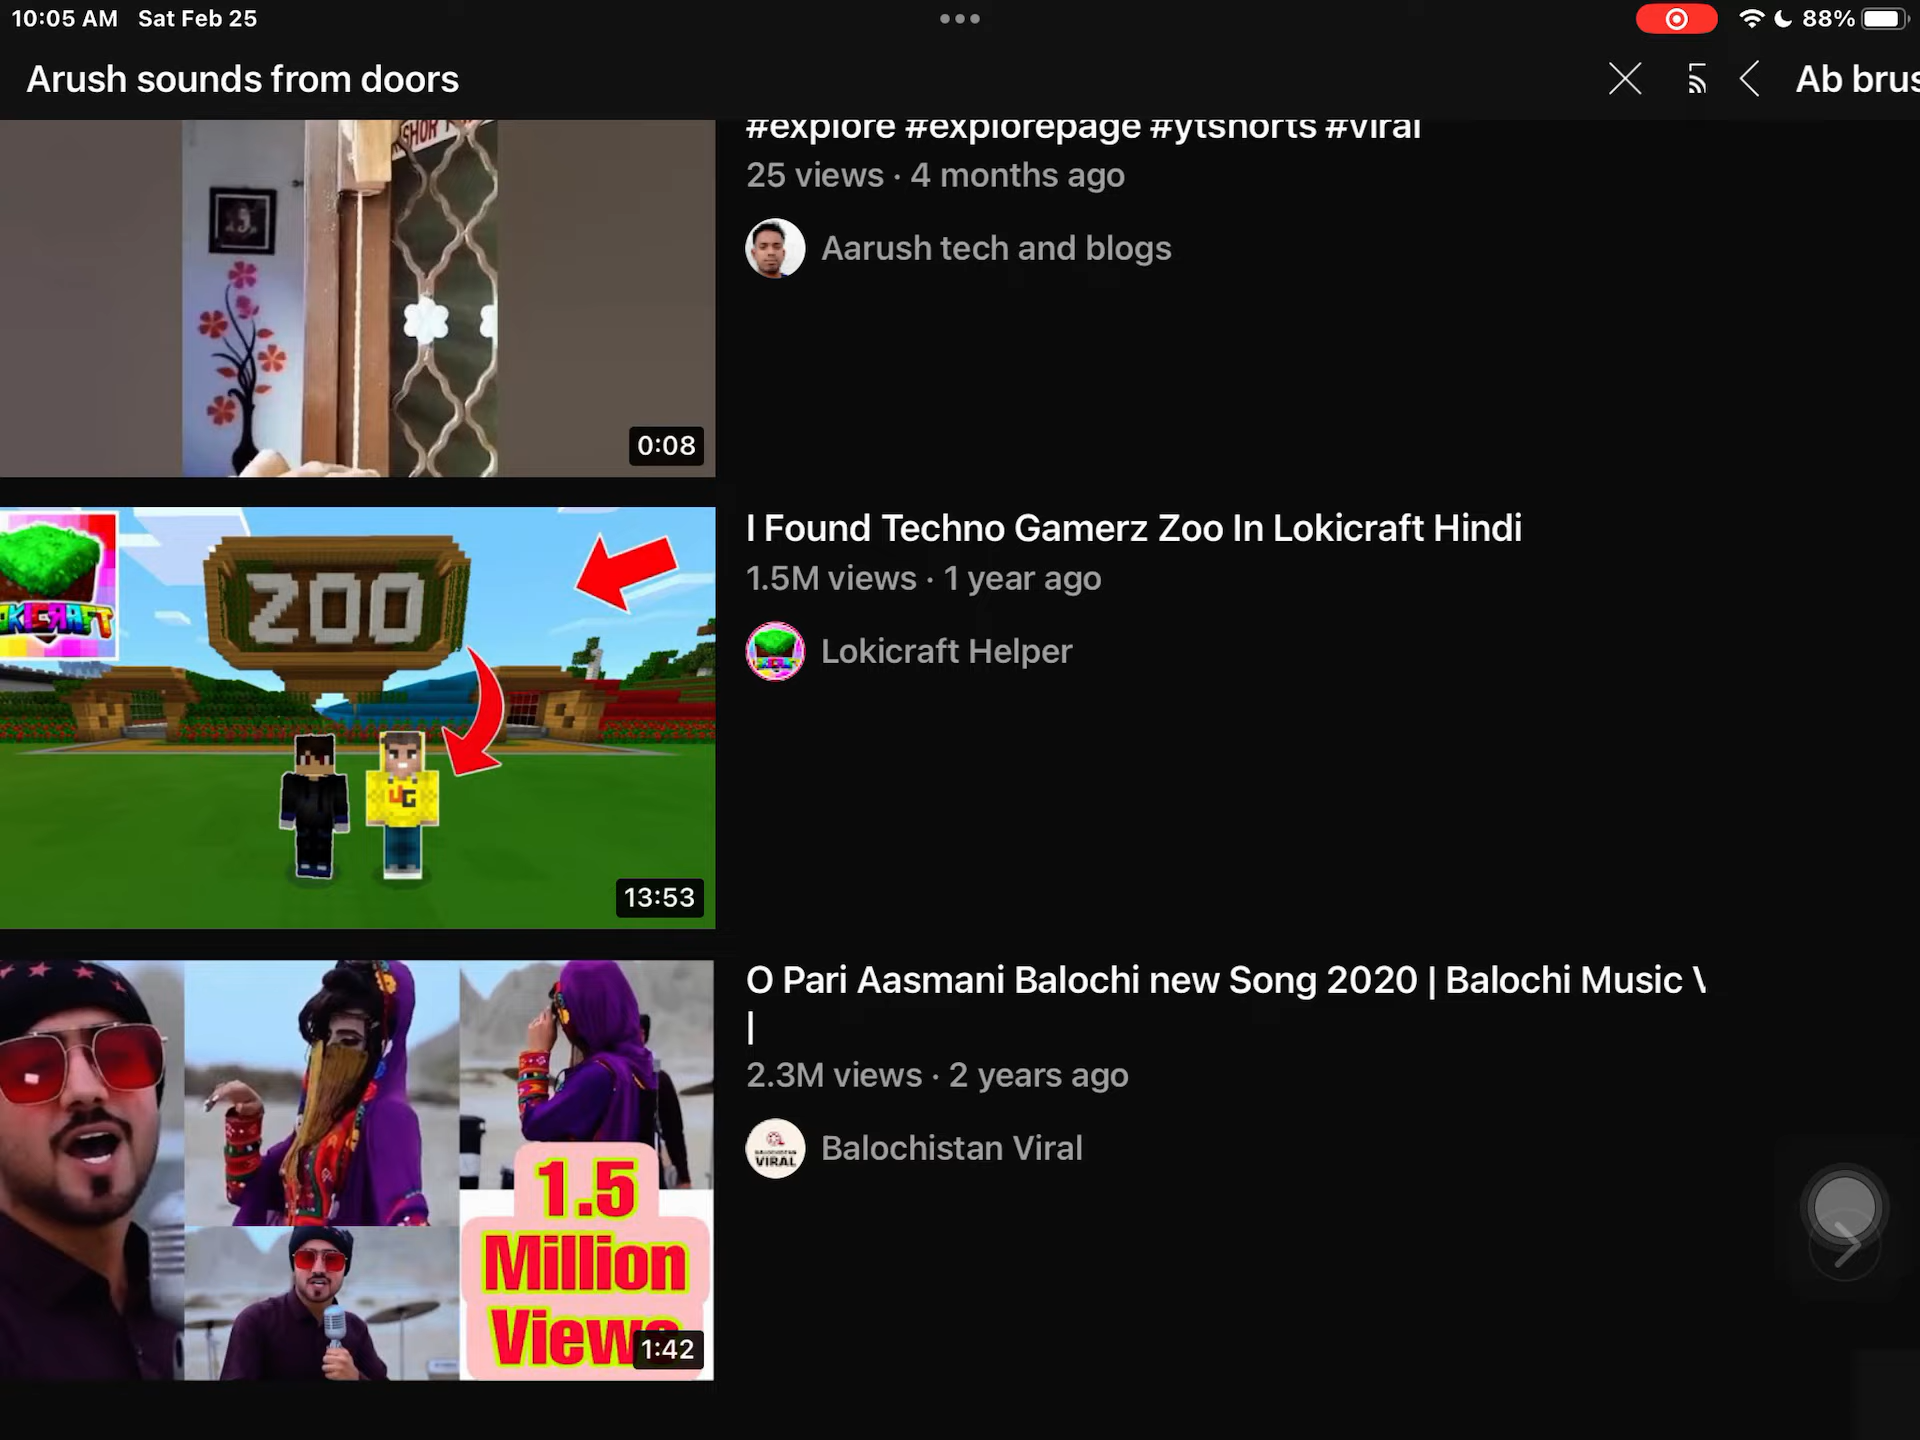 10:05 AM Sat Feb 25
88%
Arush sounds from doors
Ab brus
#explore #explorepage #ytshorts #viral
25 views · 4 months ago
Aarush tech and blogs
0:08
I Found Techno Gamerz Zoo In Lokicraft Hindi
1.5M views · 1 year ago
Lokicraft Helper
ZOO
UG
13:53
O Pari Aasmani Balochi new Song 2020 | Balochi Music V
|
2.3M views · 2 years ago
Balochistan Viral
VIRAL
1.5
Million
Views
1:42